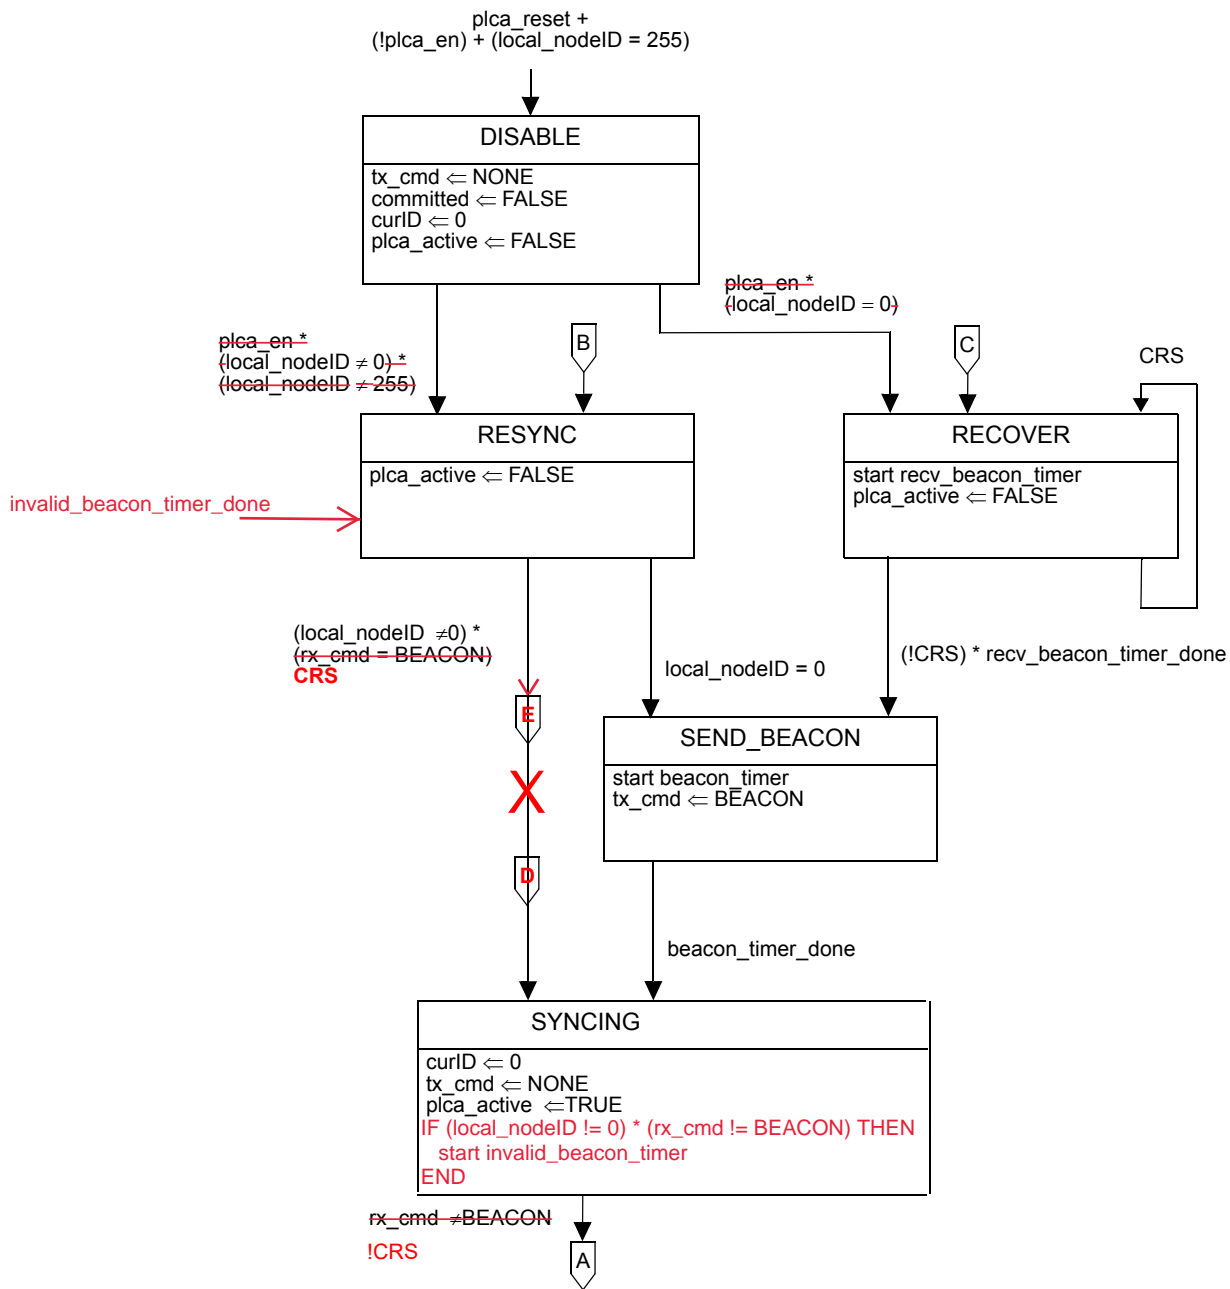 plca_reset +
(!plca_en) + (local_nodeID = 255)
DISABLE
tx_cmd ⇐ NONE
committed ⇐ FALSE
curID ⇐ 0
plca_active ⇐ FALSE
plca_en *
(local_nodeID = 0)
plca_en *
(local_nodeID ≠ 0) *
(local_nodeID ≠ 255)
B
C
CRS
RESYNC
plca_active ⇐ FALSE
RECOVER
start recv_beacon_timer
plca_active ⇐ FALSE
invalid_beacon_timer_done
(local_nodeID ≠0) *
(rx_cmd = BEACON)
CRS
local_nodeID = 0
(!CRS) * recv_beacon_timer_done
E
X
D
SEND_BEACON
start beacon_timer
tx_cmd ⇐ BEACON
beacon_timer_done
SYNCING
curID ⇐ 0
tx_cmd ⇐ NONE
plca_active ⇐TRUE
IF (local_nodeID != 0) * (rx_cmd != BEACON) THEN
start invalid_beacon_timer
END
rx_cmd ≠BEACON
!CRS
A